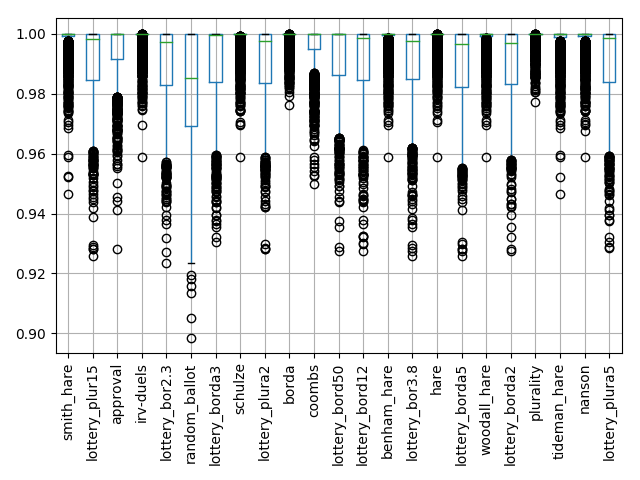 1.00
0.98
0.96
0.94
0.92
0.90
smith_hare
lottery_plur15
approval
irv-duels
lottery_bor2.3
random_ballot
lottery_borda3
schulze
lottery_plura2
borda
coombs
lottery_bord50
lottery_bord12
benham_hare
lottery_bor3.8
hare
lottery_borda5
woodall_hare
lottery_borda2
plurality
tideman_hare
nanson
lottery_plura5